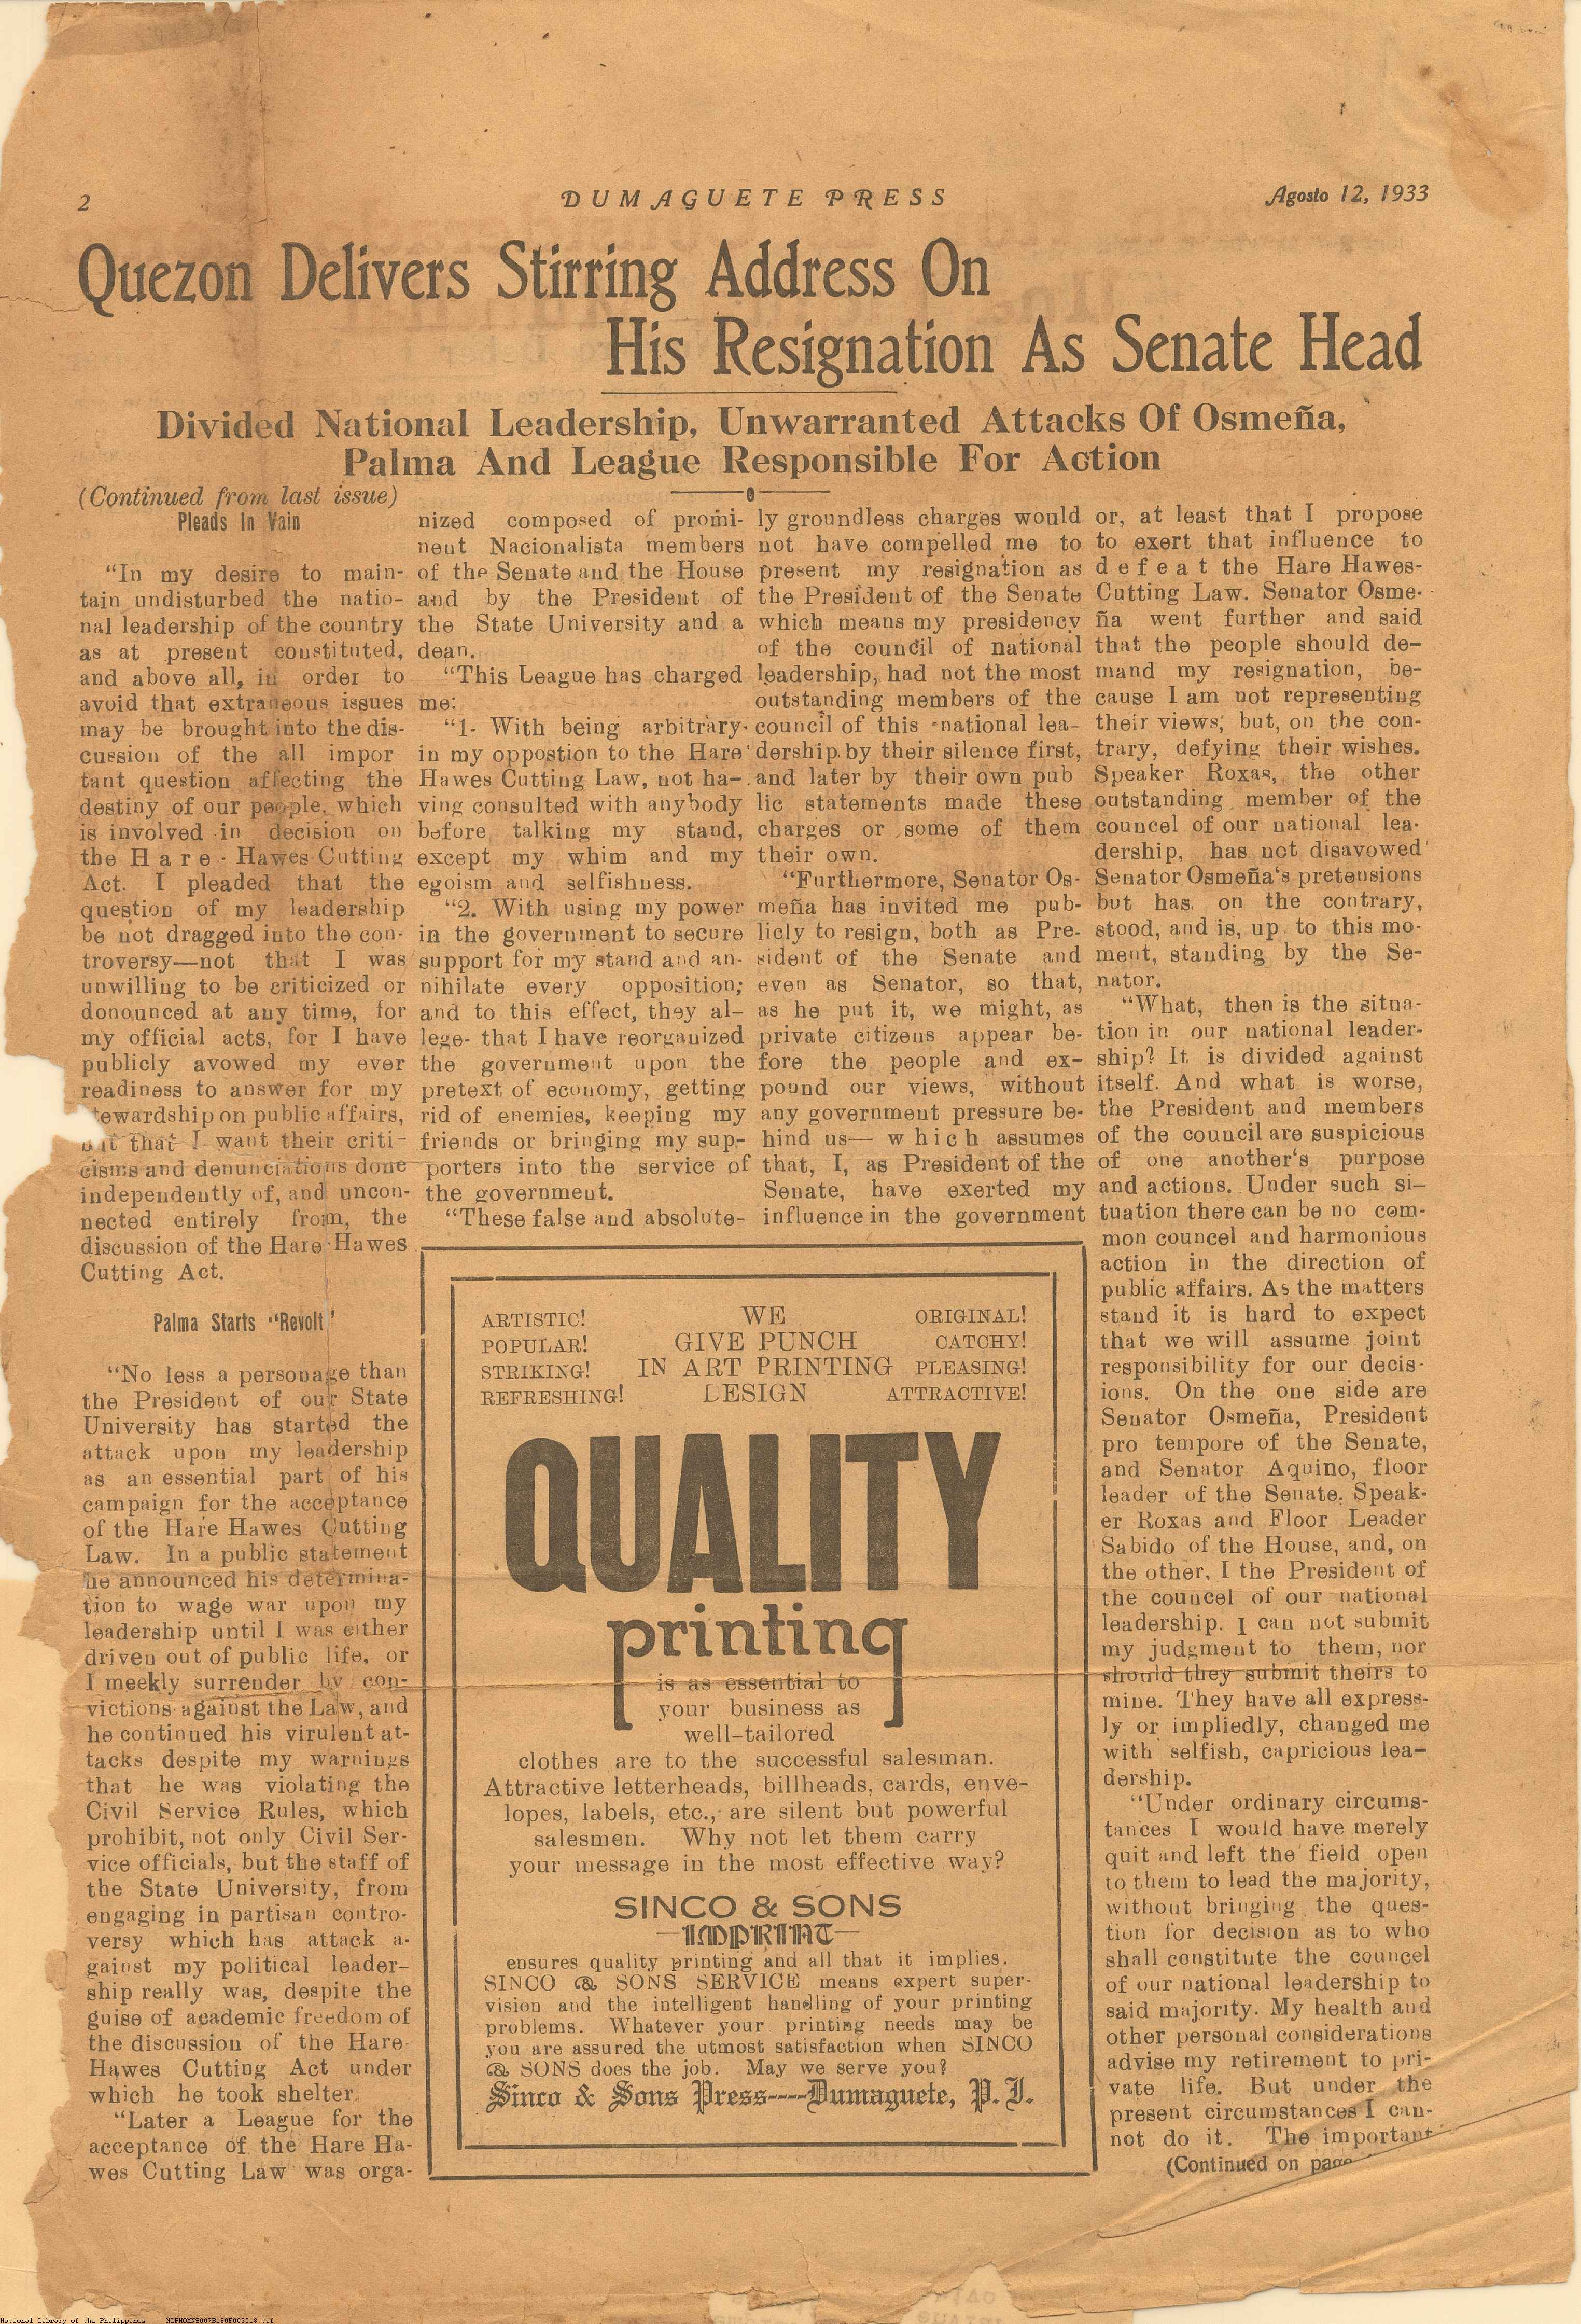 2
DUMAGUETE PRESS
Agosto 12, 1933
Quezon Delivers Stirring Address On
His Resignation As Senate Head
Divided National Leadership, Unwarranted Attacks Of Osmeña,
Palma And League Responsible For Action
(Continued from last issue)
Pleads In Vain
“In my desire to main-
tain undisturbed the natio-
nal leadership of the country
as at present constituted,
and above all, in order to
avoid that extraneous issues
may be brought into the dis-
cussion of the all impor
tant question affecting the
destiny of our people, which
is involved in decision on
the Hare-Hawes-Cutting
Act. I pleaded that the
question of my leadership
be not dragged into the con-
troversy—not that I was
unwilling to be criticized or
donounced at any time, for
my official acts, for I have
publicly avowed my ever
readiness to answer for my
tewardship on public affairs,
but that I want their criti-
cisms and denunciations done
independently of, and uncon-
nected entirely from, the
discussion of the Hare-Hawes
Cutting Act.
Palma Starts “Revolt’
“No less a personage than
the President of our State
University has started the
attack upon my leadership
as an essential part of his
campaign for the acceptance
of the Hare Hawes Cutting
Law. In a public statement
he announced his determina-
tion to wage war upon my
leadership until I was either
driven out of public life, or
I meekly surrender by con-
victions against the Law, and
he continued his virulent at-
tacks despite my warnings
that he was violating the
Civil Service Rules, which
prohibit, not only Civil Ser-
vice officials, but the staff of
the State University, from
engaging in partisan contro-
versy which has attack a-
gainst my political leader-
ship really was, despite the
guise of academic freedom of
the discussion of the Hare-
Hawes Cutting Act under
which he took shelter.
“Later a League for the
acceptance of the Hare Ha-
wes Cutting Law was orga-
nized composed of promi-
nent Nacionalista members
of the Senate and the House
and by the President of
the State University and a
dean.
“This League has charged
me:
“1- With being arbitrary
in my oppostion to the Hare
Hawes Cutting Law, not ha-
ving consulted with anybody
before talking my stand,
except my whim and my
egoism and selfishness.
“2. With using my power
in the government to secure
support for my stand and an-
nihilate every opposition;
and to this effect, they al-
lege- that I have reorganized
the government upon the
pretext of economy, getting
rid of enemies, keeping my
friends or bringing my sup-
porters into the service of
the government.
“These false and absolute-
ly groundless charges would
not have compelled me to
present my resignation as
the President of the Senate
which means my presidency
of the council of national
leadership, had not the most
outstanding members of the
council of this national lea-
dership by their silence first,
and later by their own pub
lic statements made these
charges or some of them
their own.
“Furthermore, Senator Os-
meña has invited me pub-
licly to resign, both as Pre-
sident of the Senate and
even as Senator, so that,
as he put it, we might, as
private citizens appear be-
fore the people and ex-
pound our views, without
any government pressure be-
hind us— which assumes
that, I, as President of the
Senate, have exerted my
influence in the government
or, at least that I propose
to exert that influence to
defeat the Hare Hawes-
Cutting Law. Senator Osme-
ña went further and said
that the people should de-
mand my resignation, be-
cause I am not representing
their views, but, on the con-
trary, defying their wishes.
Speaker Roxas, the other
outstanding member of the
councel of our national lea-
dership, has not disavowed
Senator Osmeña's pretensions
but has. on the contrary,
stood, and is, up to this mo-
ment, standing by the Se-
nator.
“What, then is the situa-
tion in our national leader-
ship? It is divided against
itself. And what is worse,
the President and members
of the council are suspicious
of one another's purpose
and actions. Under such si-
tuation there can be no com-
mon councel and harmonious
action in the direction of
public affairs. As the matters
stand it is hard to expect
that we will assume joint
responsibility for our decis-
ions. On the one side are
Senator Osmeña, President
pro tempore of the Senate,
and Senator Aquino, floor
leader of the Senate. Speak-
er Roxas and Floor Leader
Sabido of the House, and, on
the other, I the President of
the councel of our national
leadership. I can not submit
my judgment to them, nor
should they submit theirs to
mine. They have all express-
ly or impliedly, changed me
with selfish, capricious lea-
dership.
“Under ordinary circums-
tances I would have merely
quit and left the field open
to them to lead the majority,
without bringing the ques-
tion for decision as to who
shall constitute the councel
of our national leadership to
said majority. My health and
other personal considerations
advise my retirement to pri-
vate life. But under the
present circumstances I can-
not do it. The important
(Continued on page
ARTISTIC! WE ORIGINAL!
POPULAR! GIVE PUNCH CATCHY!
STRIKING! IN ART PRINTING PLEASING!
REFRESHING! DESIGN ATTRACTIVE!
QUALITY
printing
is as essential to
your business as
well-tailored
clothes are to the successful salesman.
Attractive letterheads, billheads, cards, enve-
lopes, labels, etc., are silent but powerful
salesmen. Why not let them carry
your message in the most effective way?
SINCO & SONS
—IMPRINT—
ensures quality printing and all that it implies.
SINCO & SONS SERVICE means expert super-
vision and the intelligent handling of your printing
problems. Whatever your printing needs may be
you are assured the utmost satisfaction when SINCO
& SONS does the job. May we serve you?
Sinco & Sons Press----Dumaguete, P. I.
National Library of the Philippines NLPMQMNS007B150F003018.tif